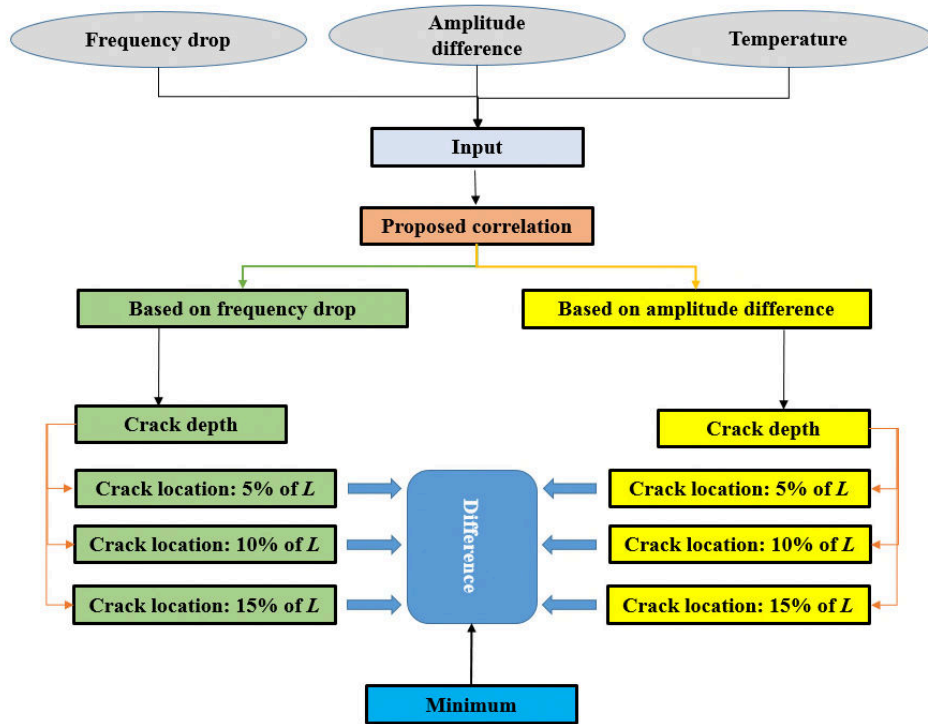 Frequency drop
Amplitude
difference
Temperature
Input
Proposed correlation
Based on frequency drop
Based on amplitude difference
Crack depth
Crack depth
Crack location: 5% of L
Crack location: 5% of L
Crack location: 10% of L
Crack location: 10% of L
Crack location: 15% of L
Crack location: 15% of L
Difference
Minimum